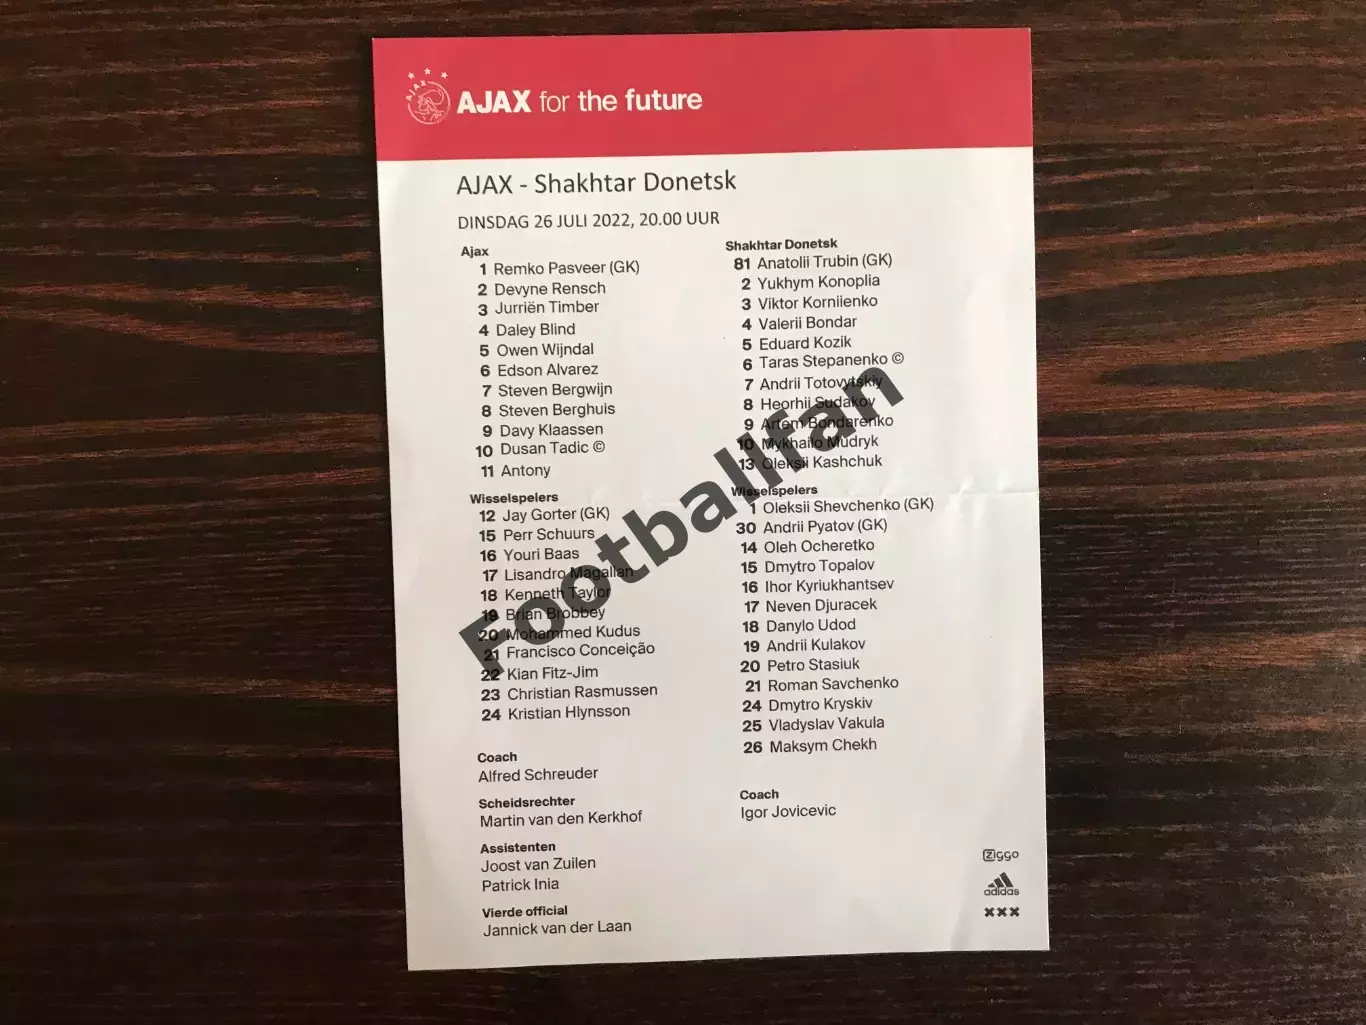 AJAX
AJAX for the future
AJAX - Shakhtar Donetsk
DINSDAG 26 JULI 2022, 20.00 UUR
Ajax
1 Remko Pasveer (GK)
2 Devyne Rensch
3 Jurriën Timber
4 Daley Blind
5 Owen Wijndal
6 Edson Alvarez
7 Steven Bergwijn
8 Steven Berghuis
9 Davy Klaassen
10 Dusan Tadic ©
11 Antony
Wisselspelers
12 Jay Gorter (GK)
15 Perr Schuurs
16 Youri Baas
17 Lisandro Magallan
18 Kenneth Taylor
19 Brian Brobbey
20 Mohammed Kudus
21 Francisco Conceição
22 Kian Fitz-Jim
23 Christian Rasmussen
24 Kristian Hlynsson
Coach
Alfred Schreuder
Scheidsrechter
Martin van den Kerkhof
Assistenten
Joost van Zuilen
Patrick Inia
Vierde official
Jannick van der Laan
Shakhtar Donetsk
81 Anatolii Trubin (GK)
2 Yukhym Konoplia
3 Viktor Korniienko
4 Valerii Bondar
5 Eduard Kozik
6 Taras Stepanenko ©
7 Andrii Totovytskiy
8 Heorhii Sudakov
9 Artem Bondarenko
10 Mykhailo Mudryk
13 Oleksii Kashchuk
Wisselspelers
1 Oleksii Shevchenko (GK)
30 Andrii Pyatov (GK)
14 Oleh Ocheretko
15 Dmytro Topalov
16 Ihor Kyriukhantsev
17 Neven Djuracek
18 Danylo Udod
19 Andrii Kulakov
20 Petro Stasiuk
21 Roman Savchenko
24 Dmytro Kryskiv
25 Vladyslav Vakula
26 Maksym Chekh
Coach
Igor Jovicevic
Ziggo
adidas
XXX
Footballfan